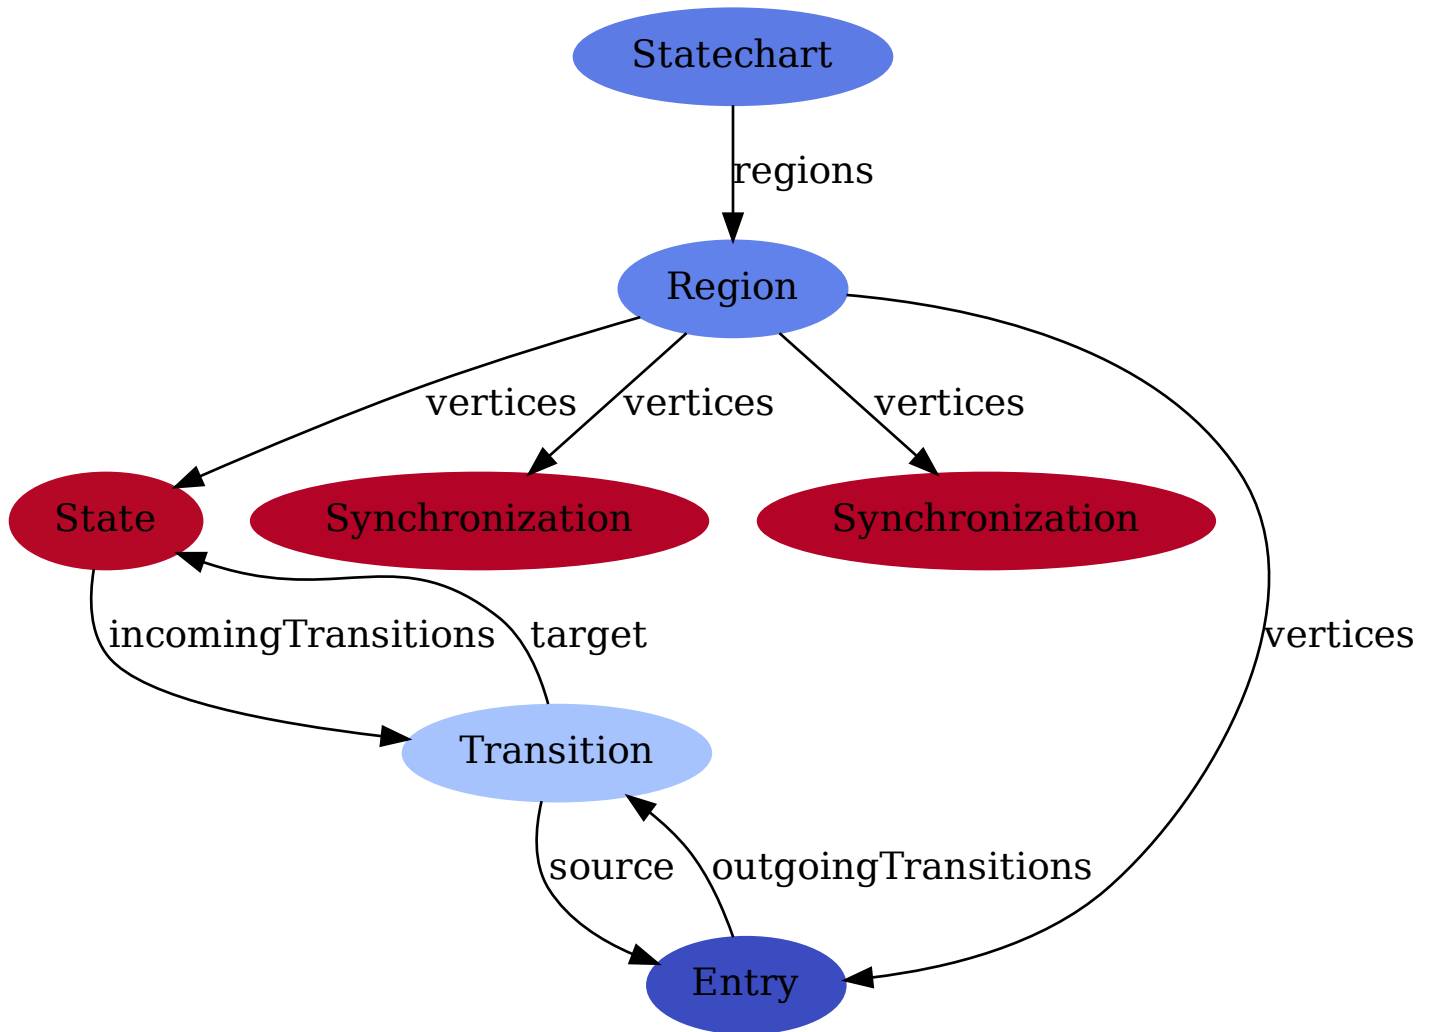 Statechart
regions
Region
vertices
vertices
vertices
State
Synchronization
Synchronization
incomingTransitions
target
vertices
Transition
source
outgoingTransitions
Entry